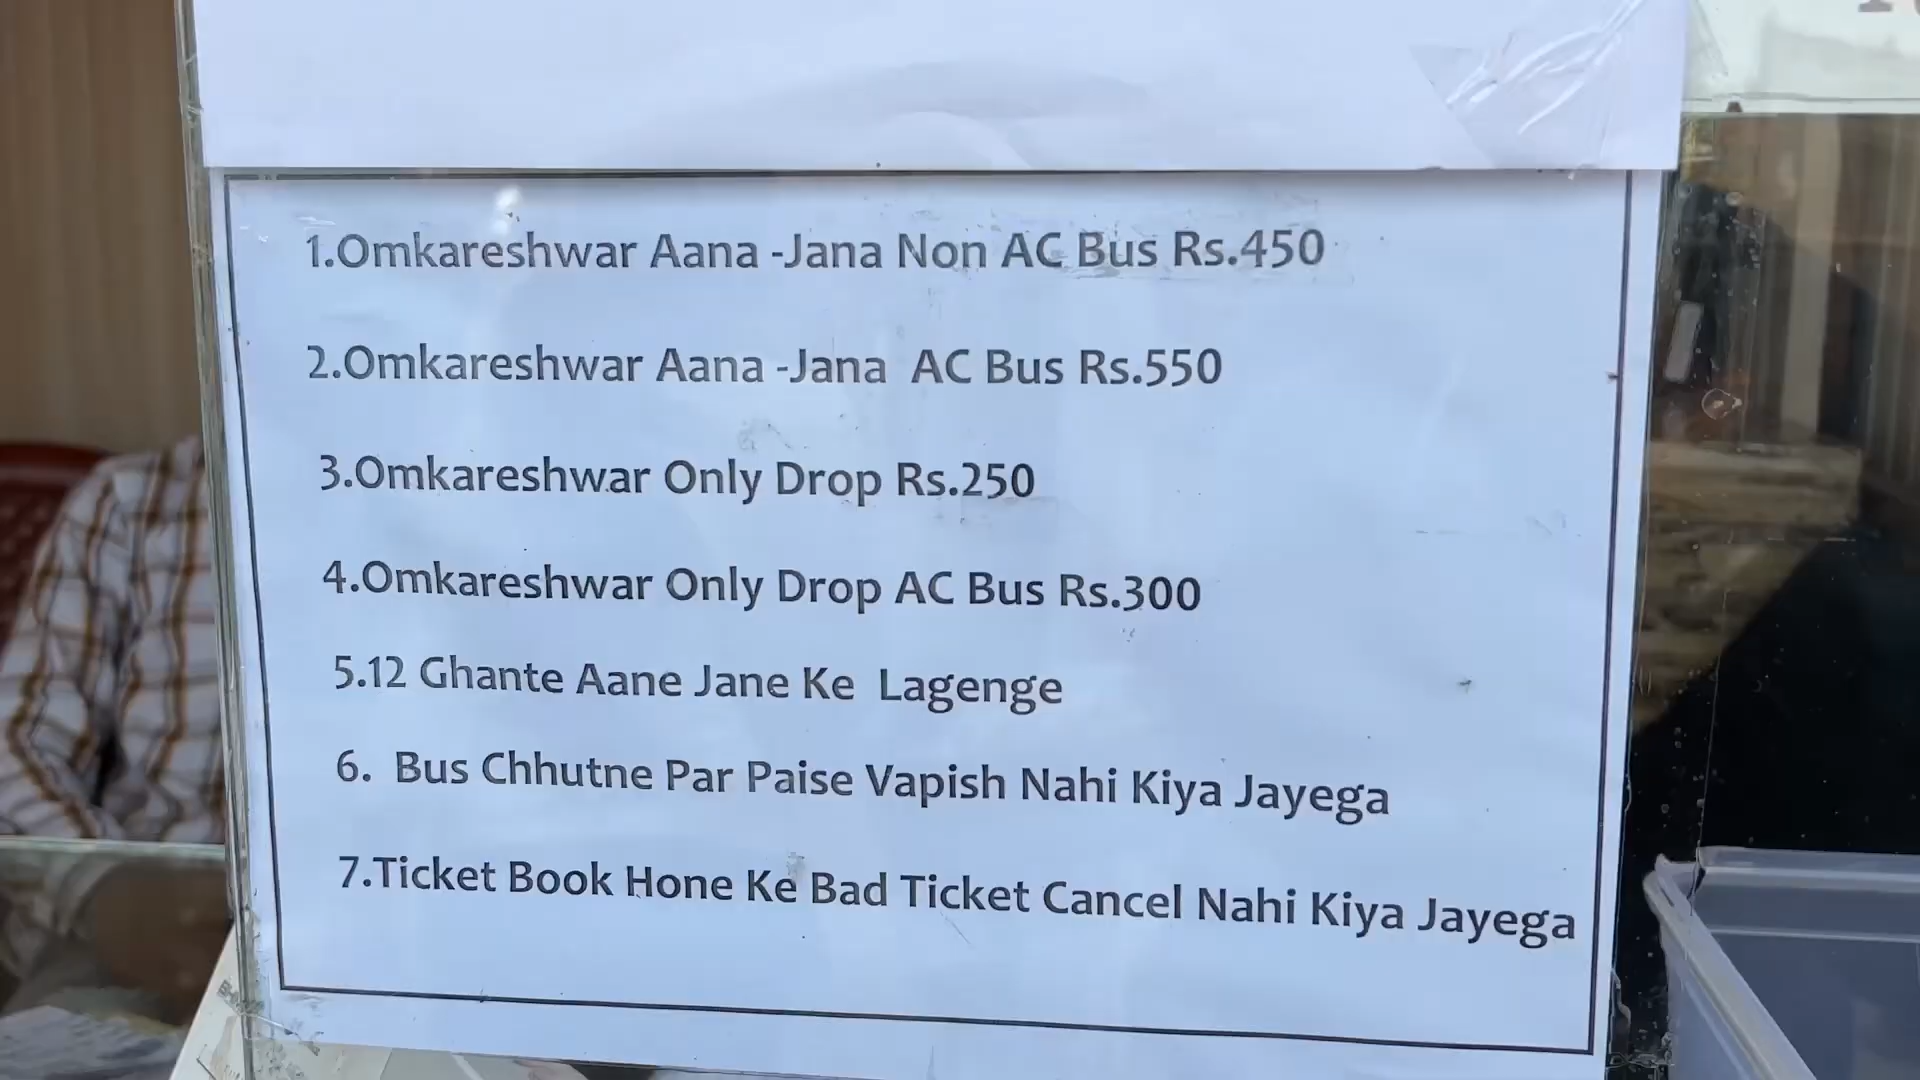 1.Omkareshwar Aana -Jana Non AC Bus Rs.450
2.Omkareshwar Aana -Jana  AC Bus Rs.550
3.Omkareshwar Only Drop Rs.250
4.Omkareshwar Only Drop AC Bus Rs.300
5.12 Ghante Aane Jane Ke  Lagenge
6.  Bus Chhutne Par Paise Vapish Nahi Kiya Jayega
7.Ticket Book Hone Ke Bad Ticket Cancel Nahi Kiya Jayega